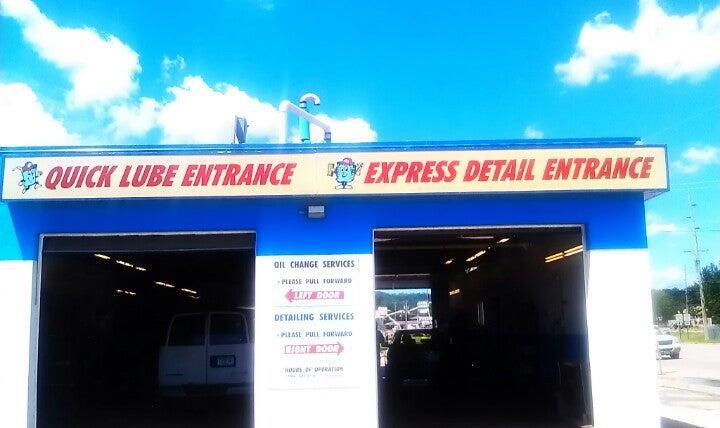 QUICK LUBE ENTRANCE
EXPRESS DETAIL ENTRANCE
OIL CHANGE SERVICES
• PLEASE PULL FORWARD
LEFT DOOR
DETAILING SERVICES
• PLEASE PULL FORWARD
RIGHT DOOR
HOURS OF OPERATION